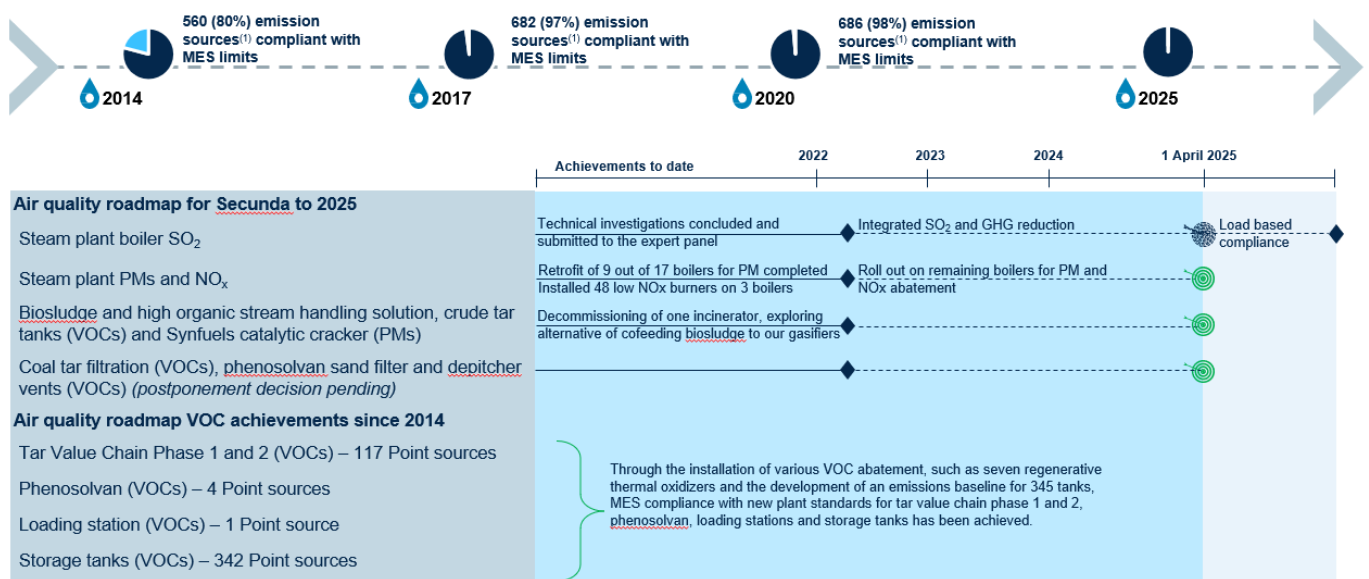 560 (80%) emission
sources(1) compliant with
MES limits
682 (97%) emission
sources(1) compliant with
MES limits
686 (98%) emission
sources(1) compliant with
MES limits
2014
2017
2020
2025
Achievements to date
2022
2023
2024
1 April 2025
Air quality roadmap for Secunda to 2025
Steam plant boiler SO2
Technical investigations concluded and
submitted to the expert panel
Integrated SO2 and GHG reduction
Load based
compliance
Steam plant PMs and NOx
Retrofit of 9 out of 17 boilers for PM completed
Installed 48 low NOx burners on 3 boilers
Roll out on remaining boilers for PM and
NOx abatement
Biosludge and high organic stream handling solution, crude tar
tanks (VOCs) and Synfuels catalytic cracker (PMs)
Decommissioning of one incinerator, exploring
alternative of cofeeding biosludge to our gasifiers
Coal tar filtration (VOCs), phenosolvan sand filter and depitcher
vents (VOCs) (postponement decision pending)
Air quality roadmap VOC achievements since 2014
Tar Value Chain Phase 1 and 2 (VOCs) – 117 Point sources
Phenosolvan (VOCs) – 4 Point sources
Loading station (VOCs) – 1 Point source
Storage tanks (VOCs) – 342 Point sources
Through the installation of various VOC abatement, such as seven regenerative
thermal oxidizers and the development of an emissions baseline for 345 tanks,
MES compliance with new plant standards for tar value chain phase 1 and 2,
phenosolvan, loading stations and storage tanks has been achieved.